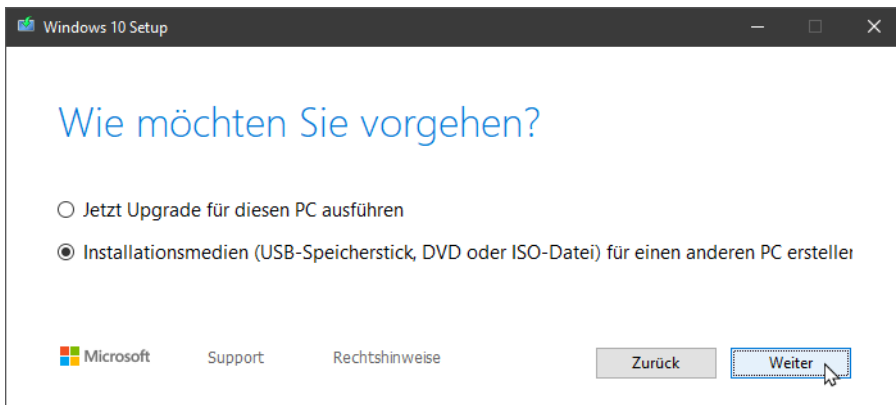 Windows 10 Setup
Wie möchten Sie vorgehen?
Jetzt Upgrade für diesen PC ausführen
Installationsmedien (USB-Speicherstick, DVD oder ISO-Datei) für einen anderen PC ersteller
Microsoft Support Rechtshinweise Zurück Weiter